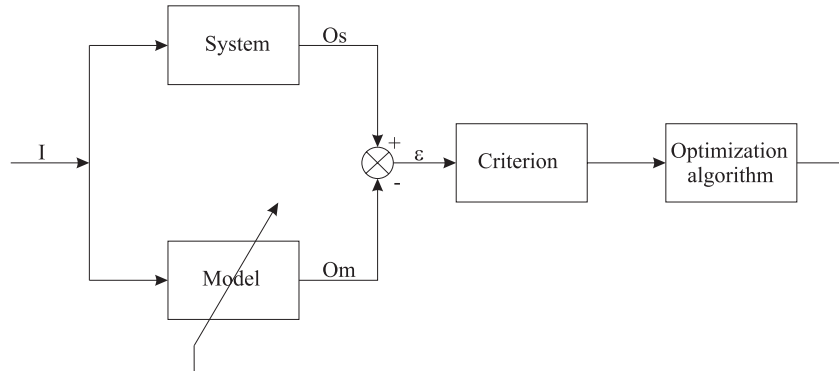 System
Os
I
+
ε
-
Criterion
Optimization
algorithm
Model
Om